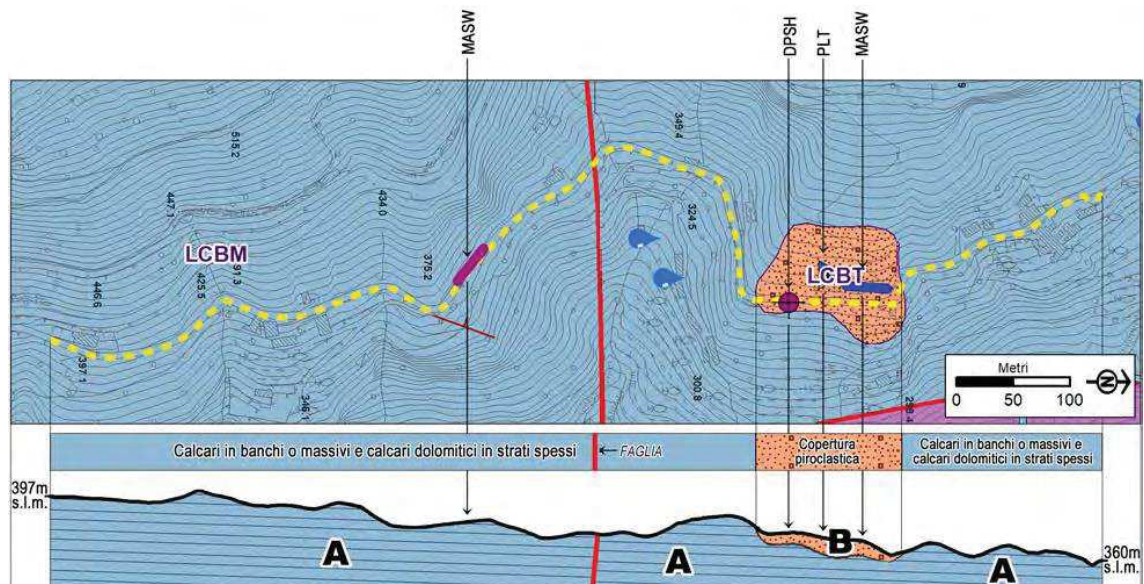 MASW
DPSH
PLT
MASW
515.2
349.4
447.1
434.0
324.5
LCBM
375.2
LCBT
425.5
446.6
397.1
346.1
300.8
Metri
0 50 100
N
Calcari in banchi o massivi e calcari dolomitici in strati spessi
FAGLIA
Copertura
piroclastica
Calcari in banchi o massivi e
calcari dolomitici in strati spessi
397m
s.l.m.
A
A
B
A
360m
s.l.m.